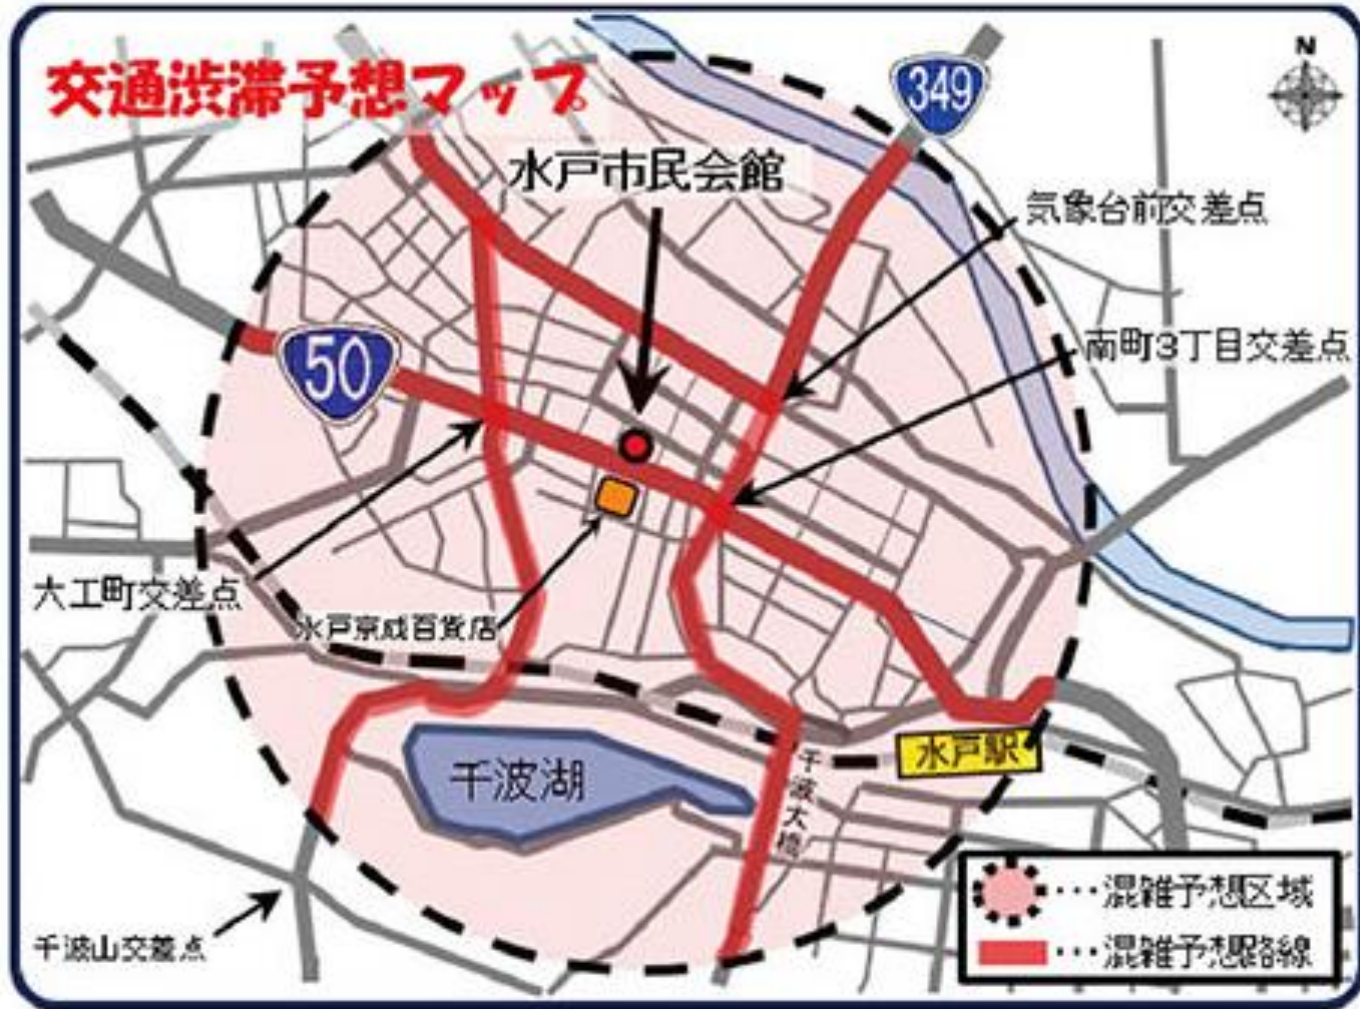 交通渋滞予想マップ
N
349
水戸市民会館
気象台前交差点
南町3丁目交差点
50
大工町交差点
水戸京成百貨店
水戸駅
千波湖
千波大橋
千波山交差点
…混雑予想区域
…混雑予想路線